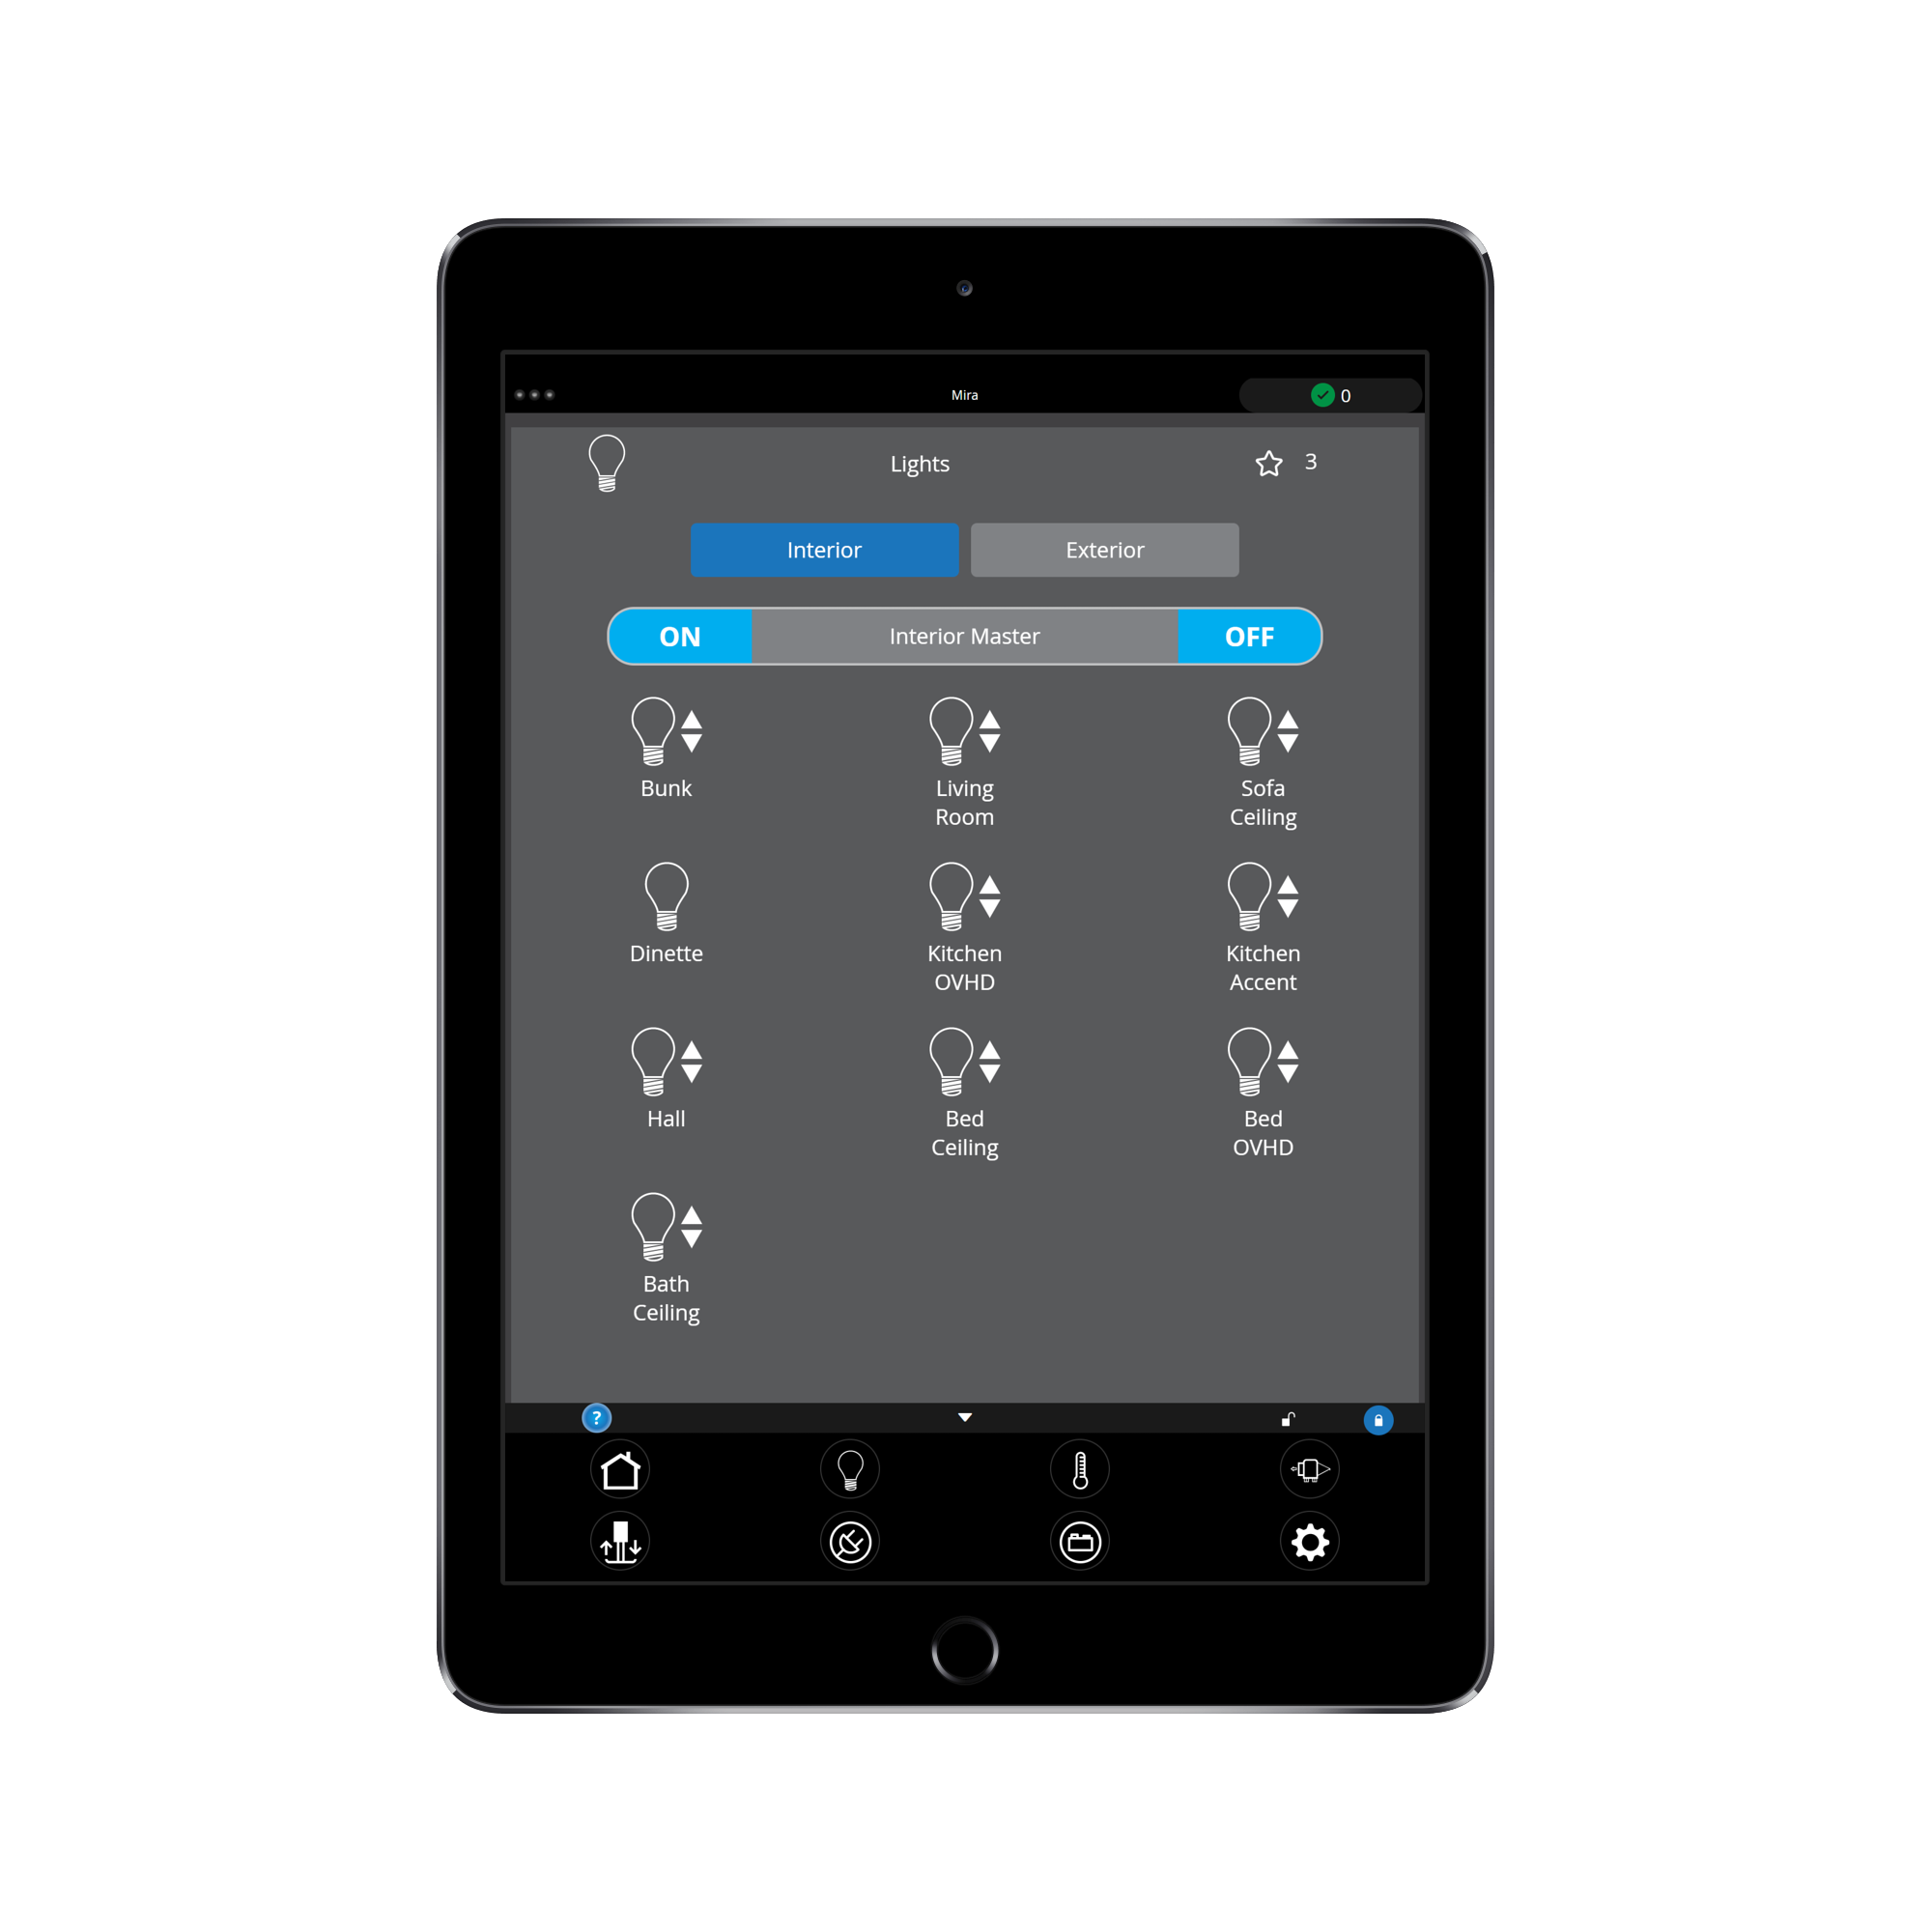 Mira
0
Lights
3
Interior
Exterior
ON
Interior Master
OFF
Bunk
Living
Room
Sofa
Ceiling
Dinette
Kitchen
OVHD
Kitchen
Accent
Hall
Bed
Ceiling
Bed
OVHD
Bath
Ceiling
?